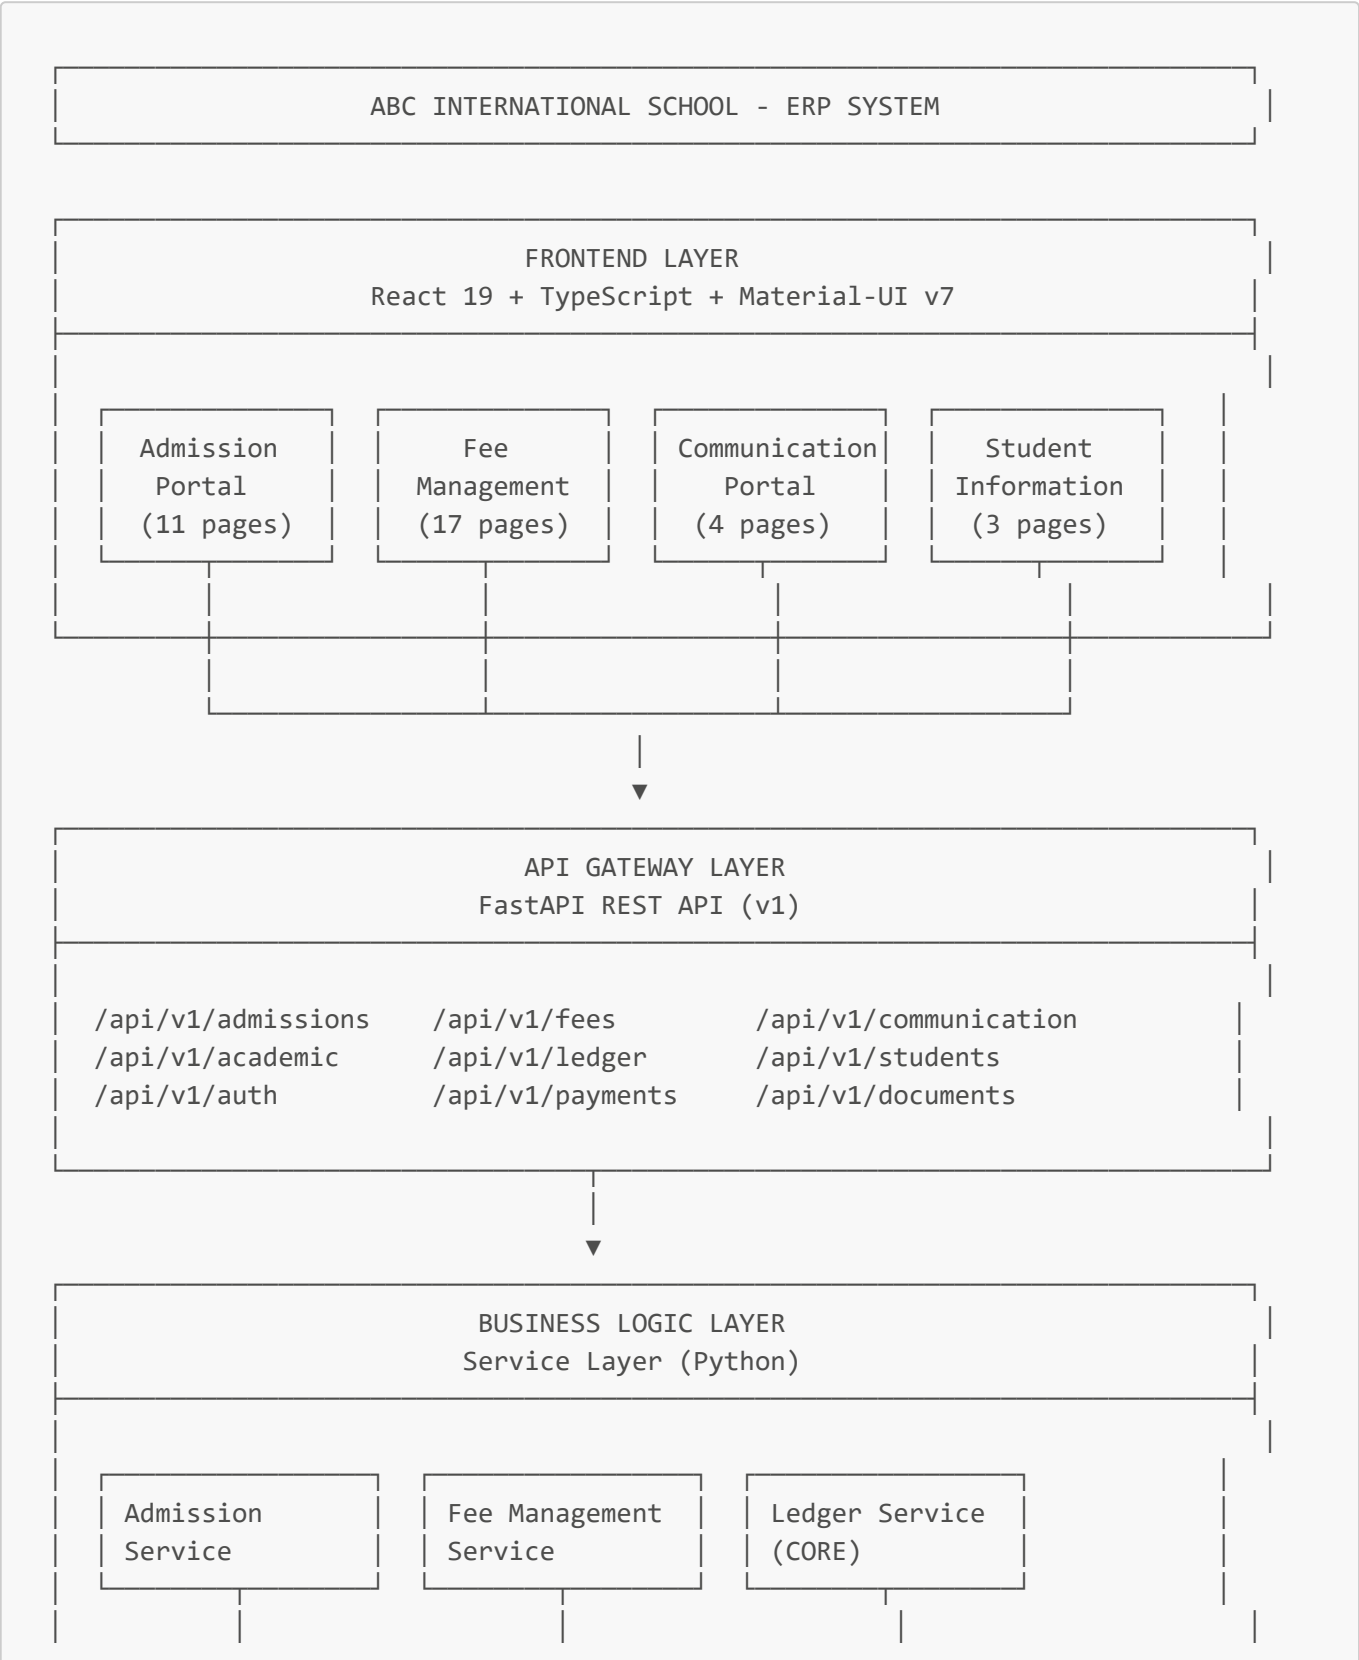 ABC INTERNATIONAL SCHOOL - ERP SYSTEM
FRONTEND LAYER
React 19 + TypeScript + Material-UI v7
Admission Fee Communication Student
Portal Management Portal Information
(11 pages) (17 pages) (4 pages) (3 pages)
API GATEWAY LAYER
FastAPI REST API (v1)
/api/v1/admissions /api/v1/fees /api/v1/communication
/api/v1/academic /api/v1/ledger /api/v1/students
/api/v1/auth /api/v1/payments /api/v1/documents
BUSINESS LOGIC LAYER
Service Layer (Python)
Admission Fee Management Ledger Service
Service Service (CORE)